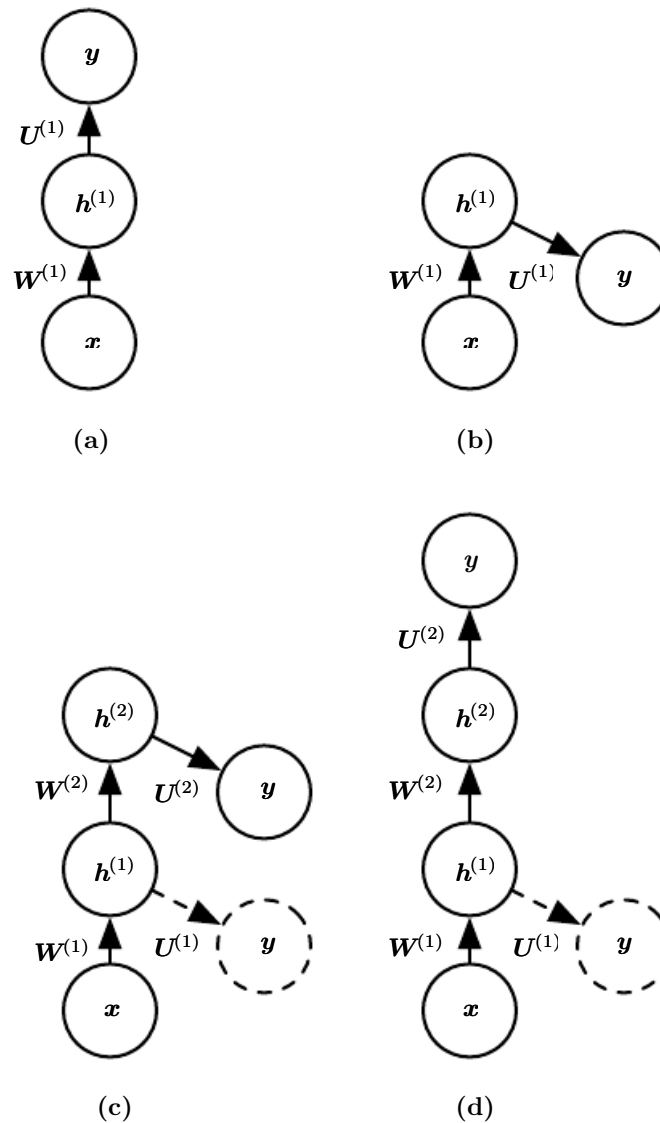 y
U^(1)
h^(1)
W^(1)
x
(a)
h^(1)
W^(1) U^(1) y
x
(b)
h^(2)
W^(2) U^(2) y
h^(1)
W^(1) U^(1) y
x
(c)
y
U^(2)
h^(2)
W^(2)
h^(1)
W^(1) U^(1) y
x
(d)